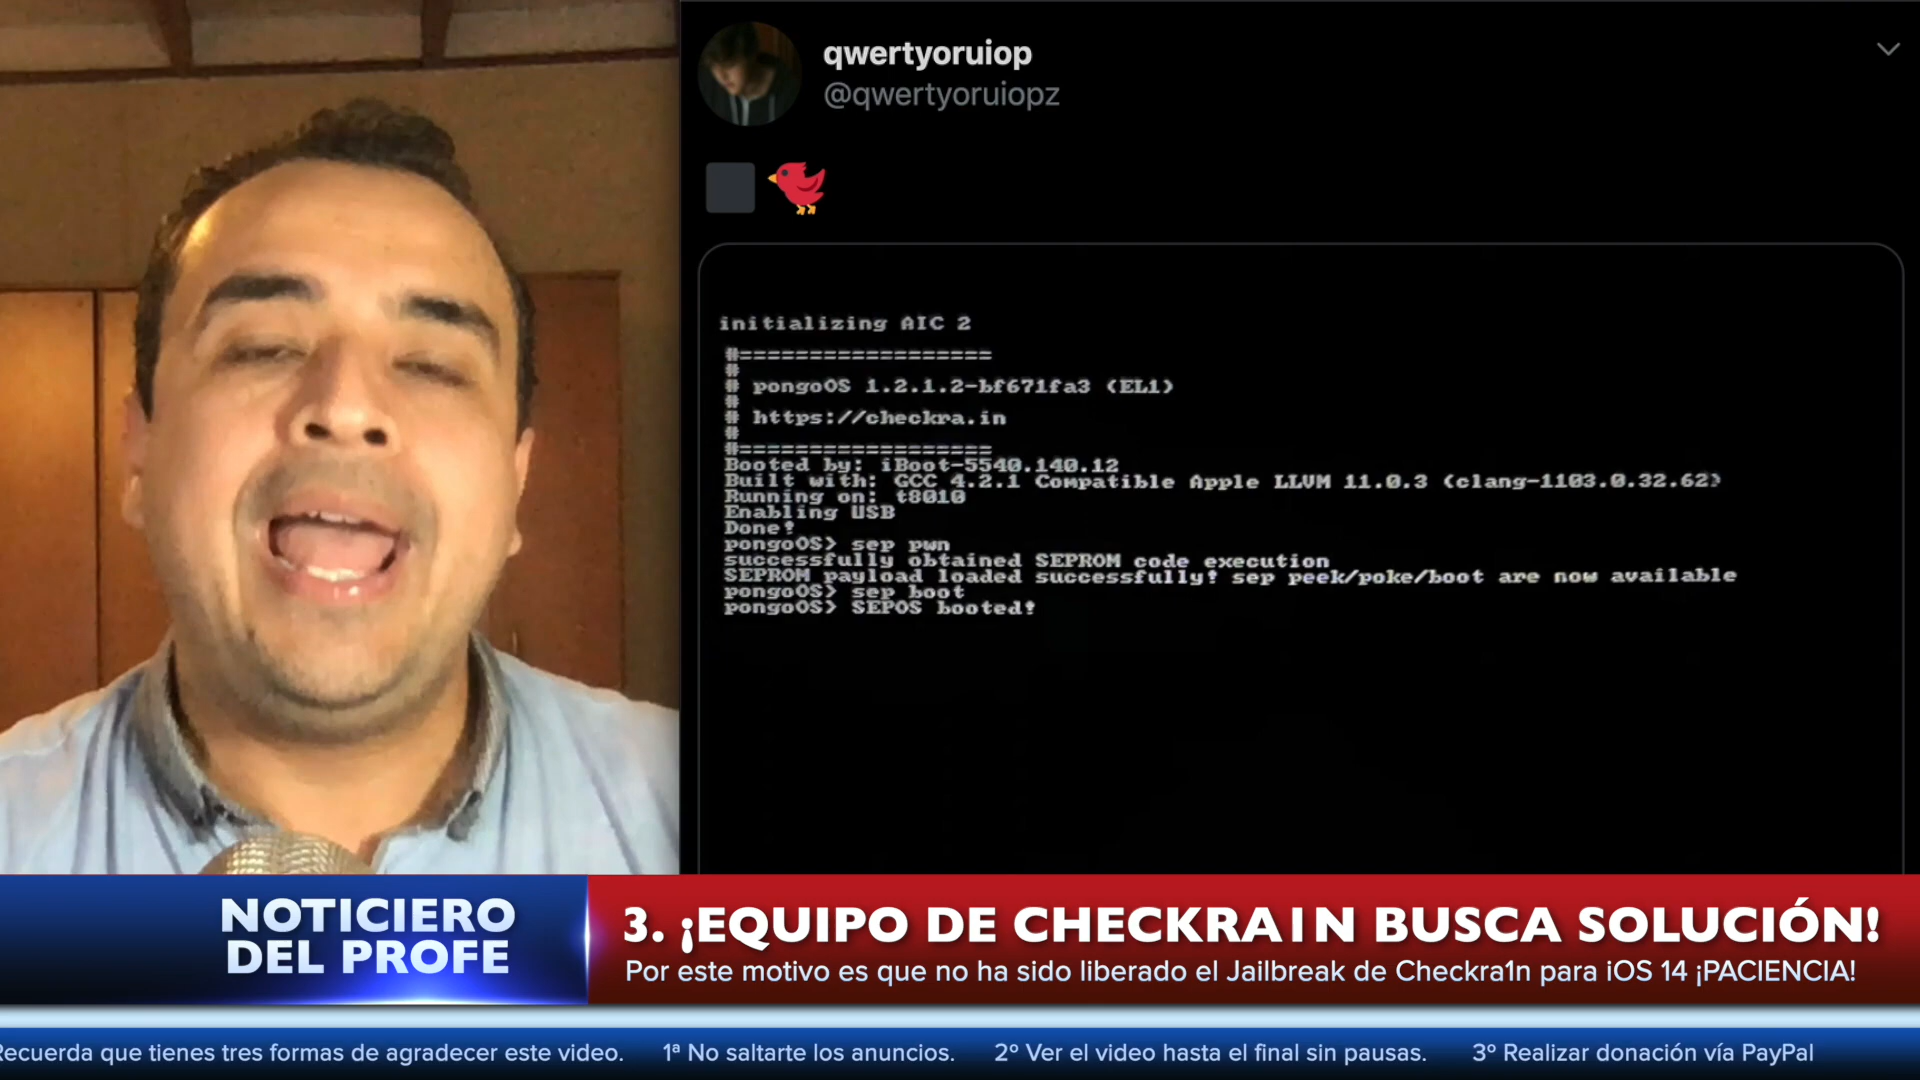 qwertyoruiop
@qwertyoruiopz
initializing AIC 2
#==================
#
# pongoOS 1.2.1.2-bf671fa3 (EL1)
#
# https://checkra.in
#
#==================
Booted by: iBoot-5540.140.12
Built with: GCC 4.2.1 Compatible Apple LLVM 11.0.3 (clang-1103.0.32.62)
Running on: t8010
Enabling USB
Done!
pongoOS> sep pwn
successfully obtained SEPROM code execution
SEPROM payload loaded successfully! sep peek/poke/boot are now available
pongoOS> sep boot
pongoOS> SEPOS booted!
NOTICIERO
DEL PROFE
3. ¡EQUIPO DE CHECKRA1N BUSCA SOLUCIÓN!
Por este motivo es que no ha sido liberado el Jailbreak de Checkra1n para iOS 14 ¡PACIENCIA!
Recuerda que tienes tres formas de agradecer este video. 1ª No saltarte los anuncios. 2º Ver el video hasta el final sin pausas. 3º Realizar donación vía PayPal